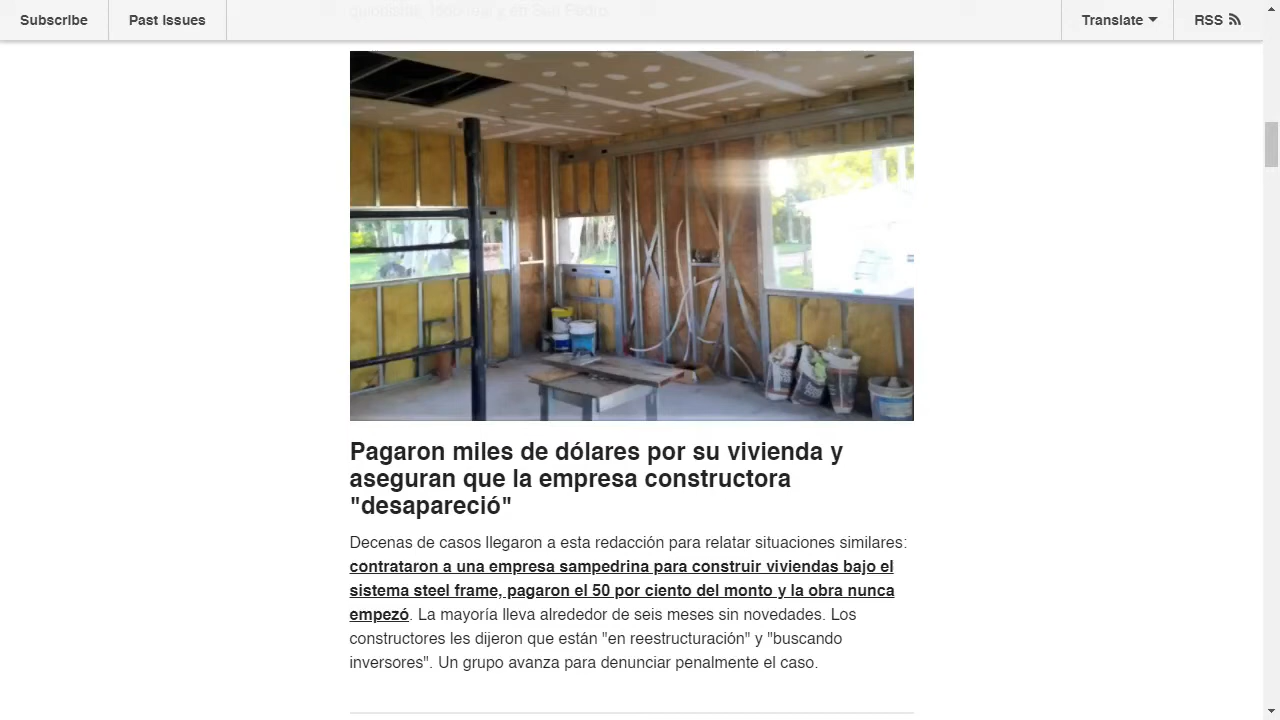 Subscribe
Past Issues
Translate
RSS
Pagaron miles de dólares por su vivienda y
aseguran que la empresa constructora
"desapareció"
Decenas de casos llegaron a esta redacción para relatar situaciones similares:
contrataron a una empresa sampedrina para construir viviendas bajo el
sistema steel frame, pagaron el 50 por ciento del monto y la obra nunca
empezó. La mayoría lleva alrededor de seis meses sin novedades. Los
constructores les dijeron que están "en reestructuración" y "buscando
inversores". Un grupo avanza para denunciar penalmente el caso.